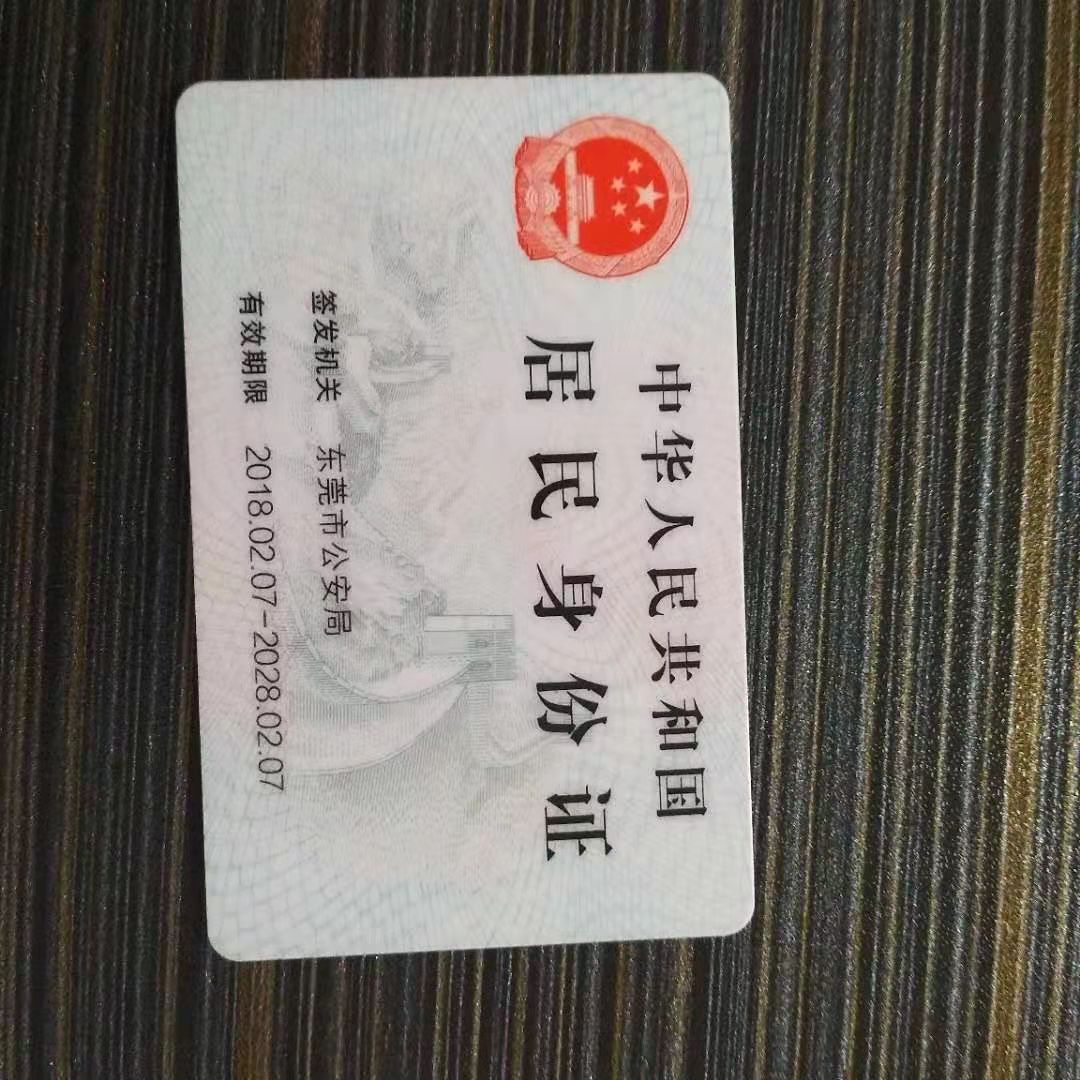 中华人民共和国
居民身份证
签发机关 东莞市公安局
有效期限 2018.02.07-2028.02.07